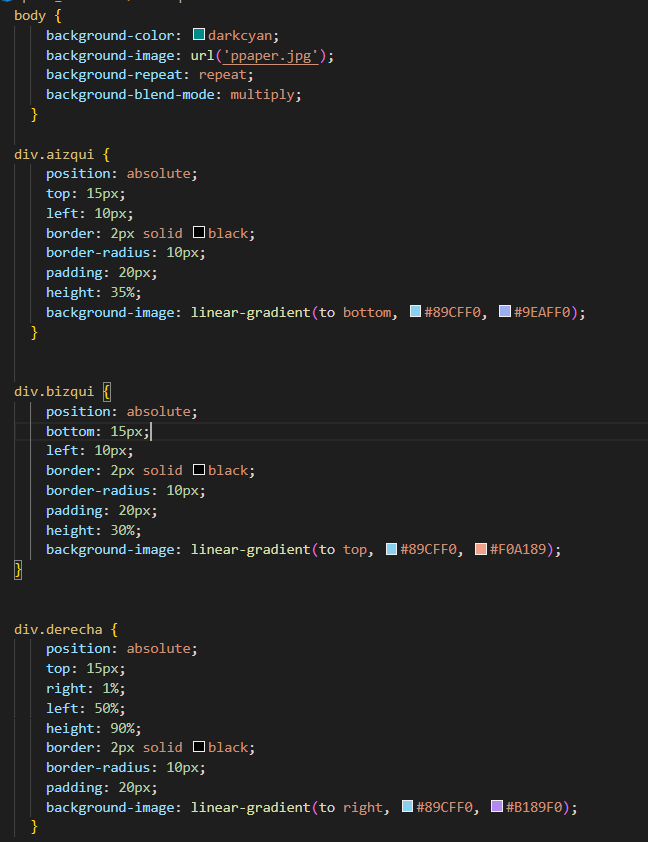 body {
background-color: darkcyan;
background-image: url('ppaper.jpg');
background-repeat: repeat;
background-blend-mode: multiply;
}
div.aizqui {
position: absolute;
top: 15px;
left: 10px;
border: 2px solid black;
border-radius: 10px;
padding: 20px;
height: 35%;
background-image: linear-gradient(to bottom, #89CFF0, #9EAFF0);
}
div.bizqui {
position: absolute;
bottom: 15px;
left: 10px;
border: 2px solid black;
border-radius: 10px;
padding: 20px;
height: 30%;
background-image: linear-gradient(to top, #89CFF0, #F0A189);
}
div.derecha {
position: absolute;
top: 15px;
right: 1%;
left: 50%;
height: 90%;
border: 2px solid black;
border-radius: 10px;
padding: 20px;
background-image: linear-gradient(to right, #89CFF0, #B189F0);
}